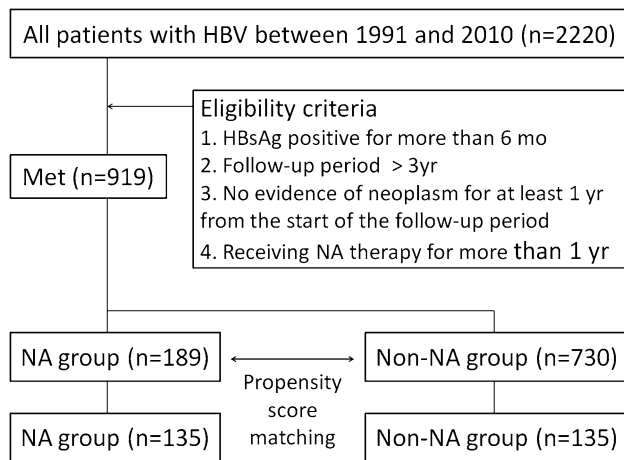 All patients with HBV between 1991 and 2010 (n=2220)
Eligibility criteria
1. HBsAg positive for more than 6 mo
2. Follow-up period > 3yr
3. No evidence of neoplasm for at least 1 yr
from the start of the follow-up period
4. Receiving NA therapy for more than 1 yr
Met (n=919)
NA group (n=189)
Non-NA group (n=730)
Propensity
score
matching
NA group (n=135)
Non-NA group (n=135)